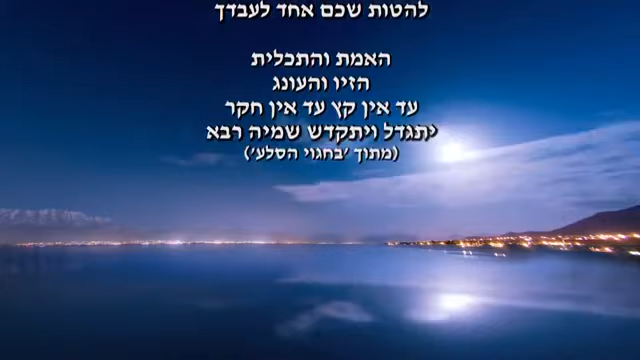 להטות שכם אחד לעבדך
האמת והתכלית
הזיו והעונג
עד אין קץ עד אין חקר
יתגדל ויתקדש שמיה רבא
(מתוך 'בחגוי הסלע')